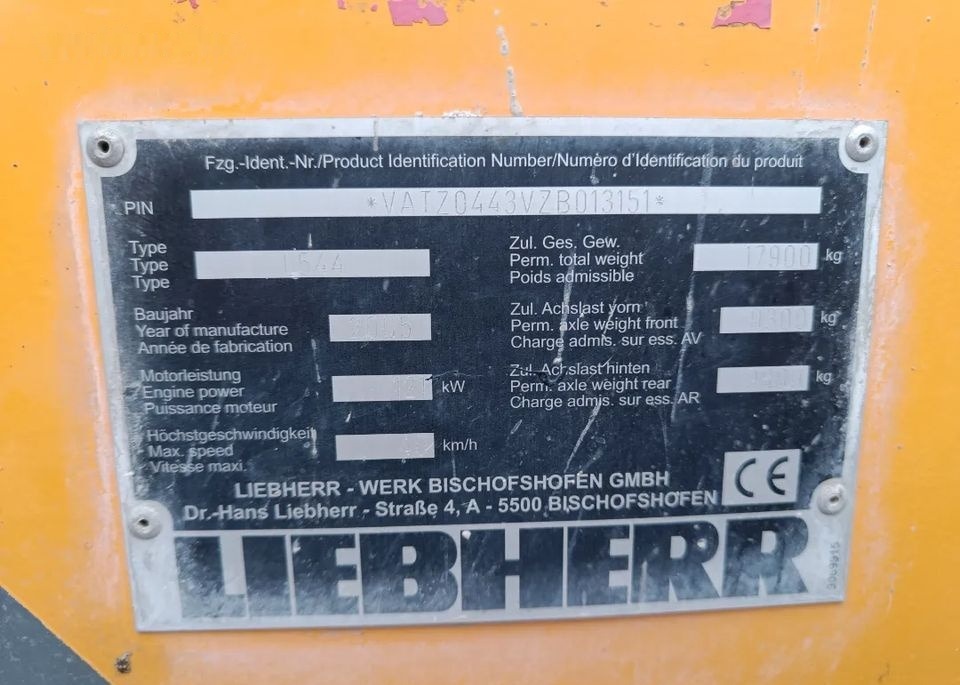 Fzg.-Ident.-Nr./Product Identification Number/Numéro d'Identification du produit
PIN *VATZ0443VZB013151*
Type
Type L544
Type
Baujahr
Year of manufacture 2005
Année de fabrication
Motorleistung
Engine power kW
Puissance moteur
Höchstgeschwindigkeit
Max. speed km/h
Vitesse maxi.
Zul. Ges. Gew.
Perm. total weight 17900 kg
Poids admissible
Zul. Achslast vorn
Perm. axle weight front kg
Charge admis. sur ess. AV
Zul. Achslast hinten
Perm. axle weight rear kg
Charge admis. sur ess. AR
LIEBHERR - WERK BISCHOFSHOFEN GMBH
Dr.-Hans Liebherr - Straße 4, A - 5500 BISCHOFSHOFEN
CE
LIEBHERR